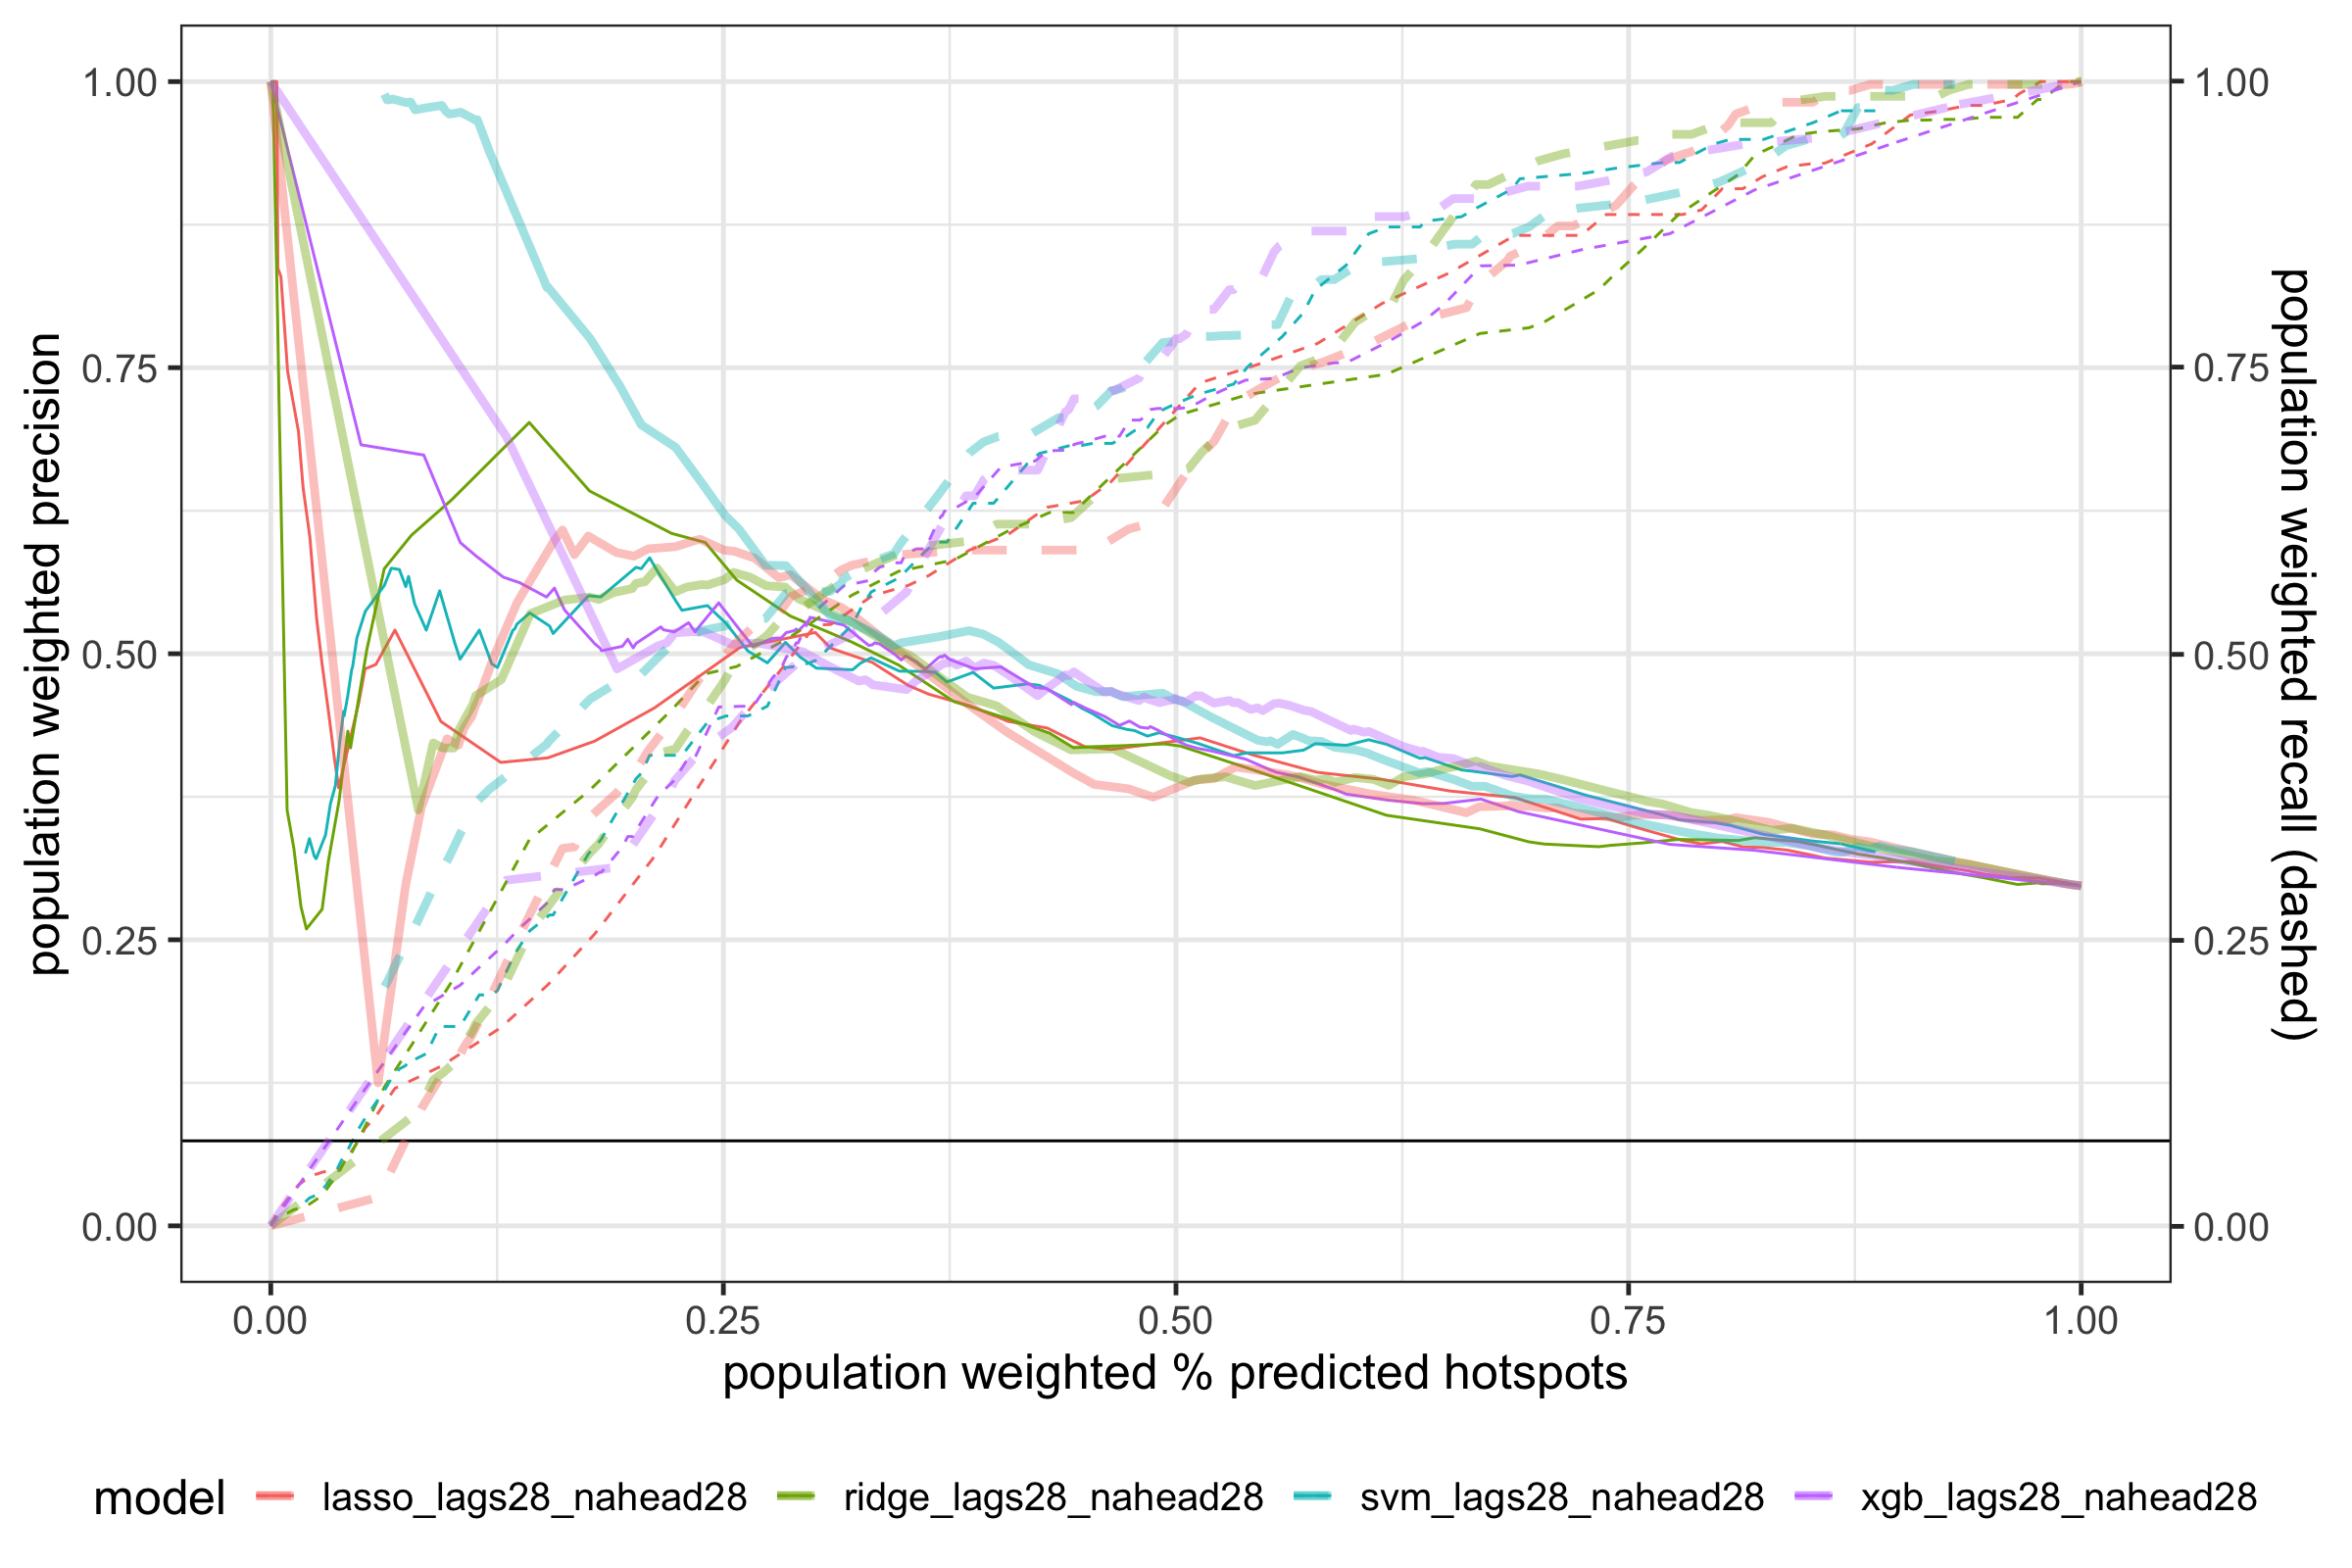 population weighted precision
1.00
0.75
0.50
0.25
0.00
1.00
0.75
0.50
0.25
0.00
population weighted recall (dashed)
0.00 0.25 0.50 0.75 1.00
population weighted % predicted hotspots
model lasso_lags28_nahead28 ridge_lags28_nahead28 svm_lags28_nahead28 xgb_lags28_nahead28